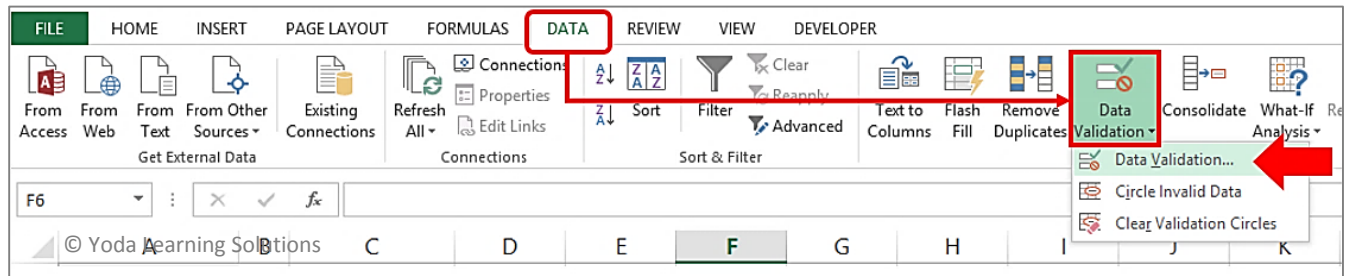 FILE HOME INSERT PAGE LAYOUT FORMULAS DATA REVIEW VIEW DEVELOPER
From Access
From Web
From Text
From Other Sources
Existing Connections
Refresh All
Connections
Properties
Edit Links
A Z
Z A
Z A A Z
Sort
Filter
Clear
Reapply
Advanced
Text to Columns
Flash Fill
Remove Duplicates
Data Validation
Consolidate
What-If Analysis
Re
Get External Data Connections Sort & Filter
Data Validation...
Circle Invalid Data
Clear Validation Circles
F6 fx
A B C D E F G H I J K
© Yoda Learning Solutions